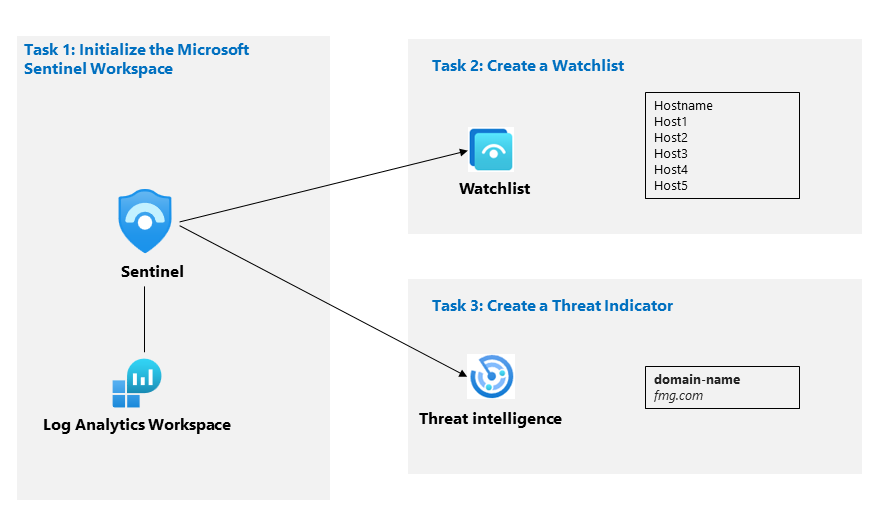 Task 1: Initialize the Microsoft
Sentinel Workspace
Sentinel
Log Analytics Workspace
Task 2: Create a Watchlist
Watchlist
Hostname
Host1
Host2
Host3
Host4
Host5
Task 3: Create a Threat Indicator
Threat intelligence
domain-name
fmg.com